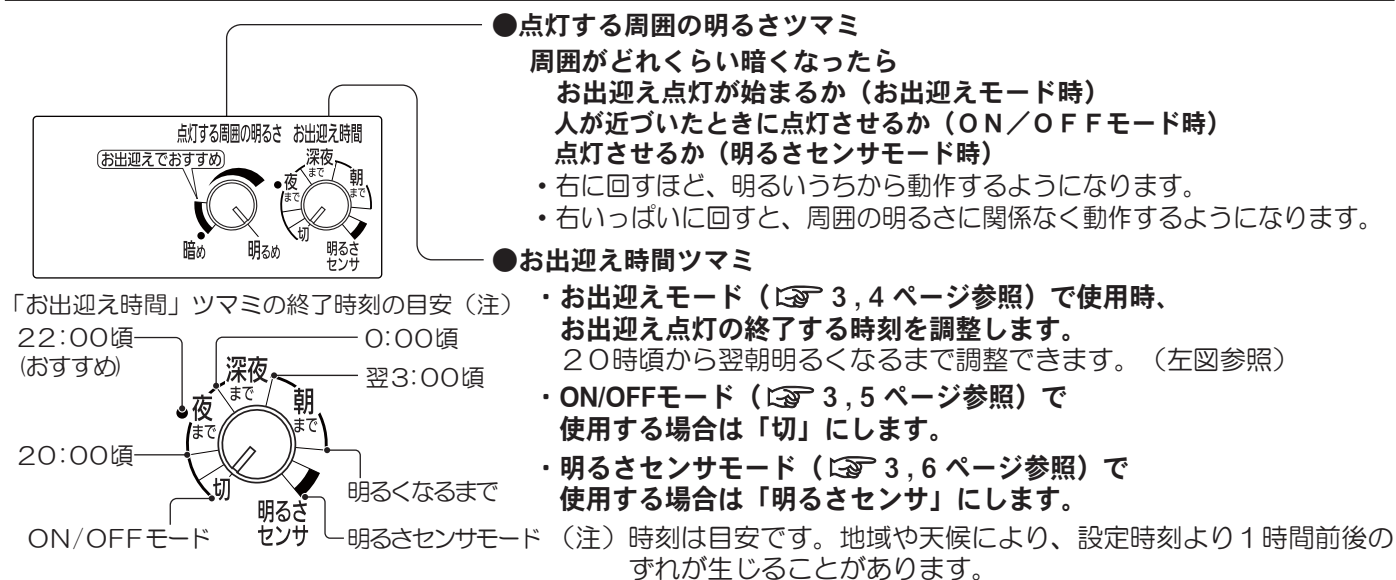 ●点灯する周囲の明るさツマミ
周囲がどれくらい暗くなったら
お出迎え点灯が始まるか（お出迎えモード時）
人が近づいたときに点灯させるか（ＯＮ／ＯＦＦモード時）
点灯させるか（明るさセンサモード時）
・右に回すほど、明るいうちから動作するようになります。
・右いっぱいに回すと、周囲の明るさに関係なく動作するようになります。
点灯する周囲の明るさ
お出迎えでおすすめ
暗め
明るめ
お出迎え時間
深夜
まで
夜
まで
朝
まで
切
明るさ
センサ
●お出迎え時間ツマミ
・お出迎えモード（☞ 3 , 4 ページ参照）で使用時、
お出迎え点灯の終了する時刻を調整します。
２０時頃から翌朝明るくなるまで調整できます。（左図参照）
・ON/OFFモード（☞ 3 , 5 ページ参照）で
使用する場合は「切」にします。
・明るさセンサモード（☞ 3 , 6 ページ参照）で
使用する場合は「明るさセンサ」にします。
（注）時刻は目安です。地域や天候により、設定時刻より１時間前後の
ずれが生じることがあります。
「お出迎え時間」ツマミの終了時刻の目安（注）
22:00頃
(おすすめ)
0:00頃
翌3:00頃
深夜
まで
夜
まで
朝
まで
20:00頃
切
明るくなるまで
明るさ
センサ
ON/OFFモード
明るさセンサモード